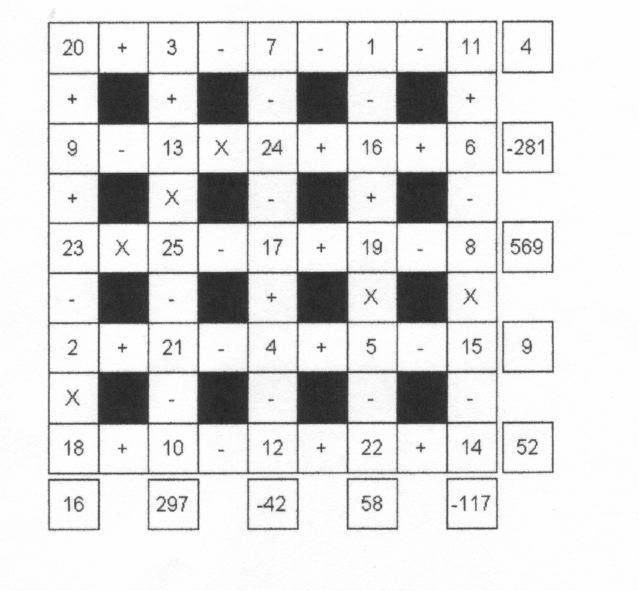 20 + 3 - 7 - 1 - 11 4
+ + - - +
9 - 13 X 24 + 16 + 6 -281
+ X - + -
23 X 25 - 17 + 19 - 8 569
- - + X X
2 + 21 - 4 + 5 - 15 9
X - - - -
18 + 10 - 12 + 22 + 14 52
16 297 -42 58 -117